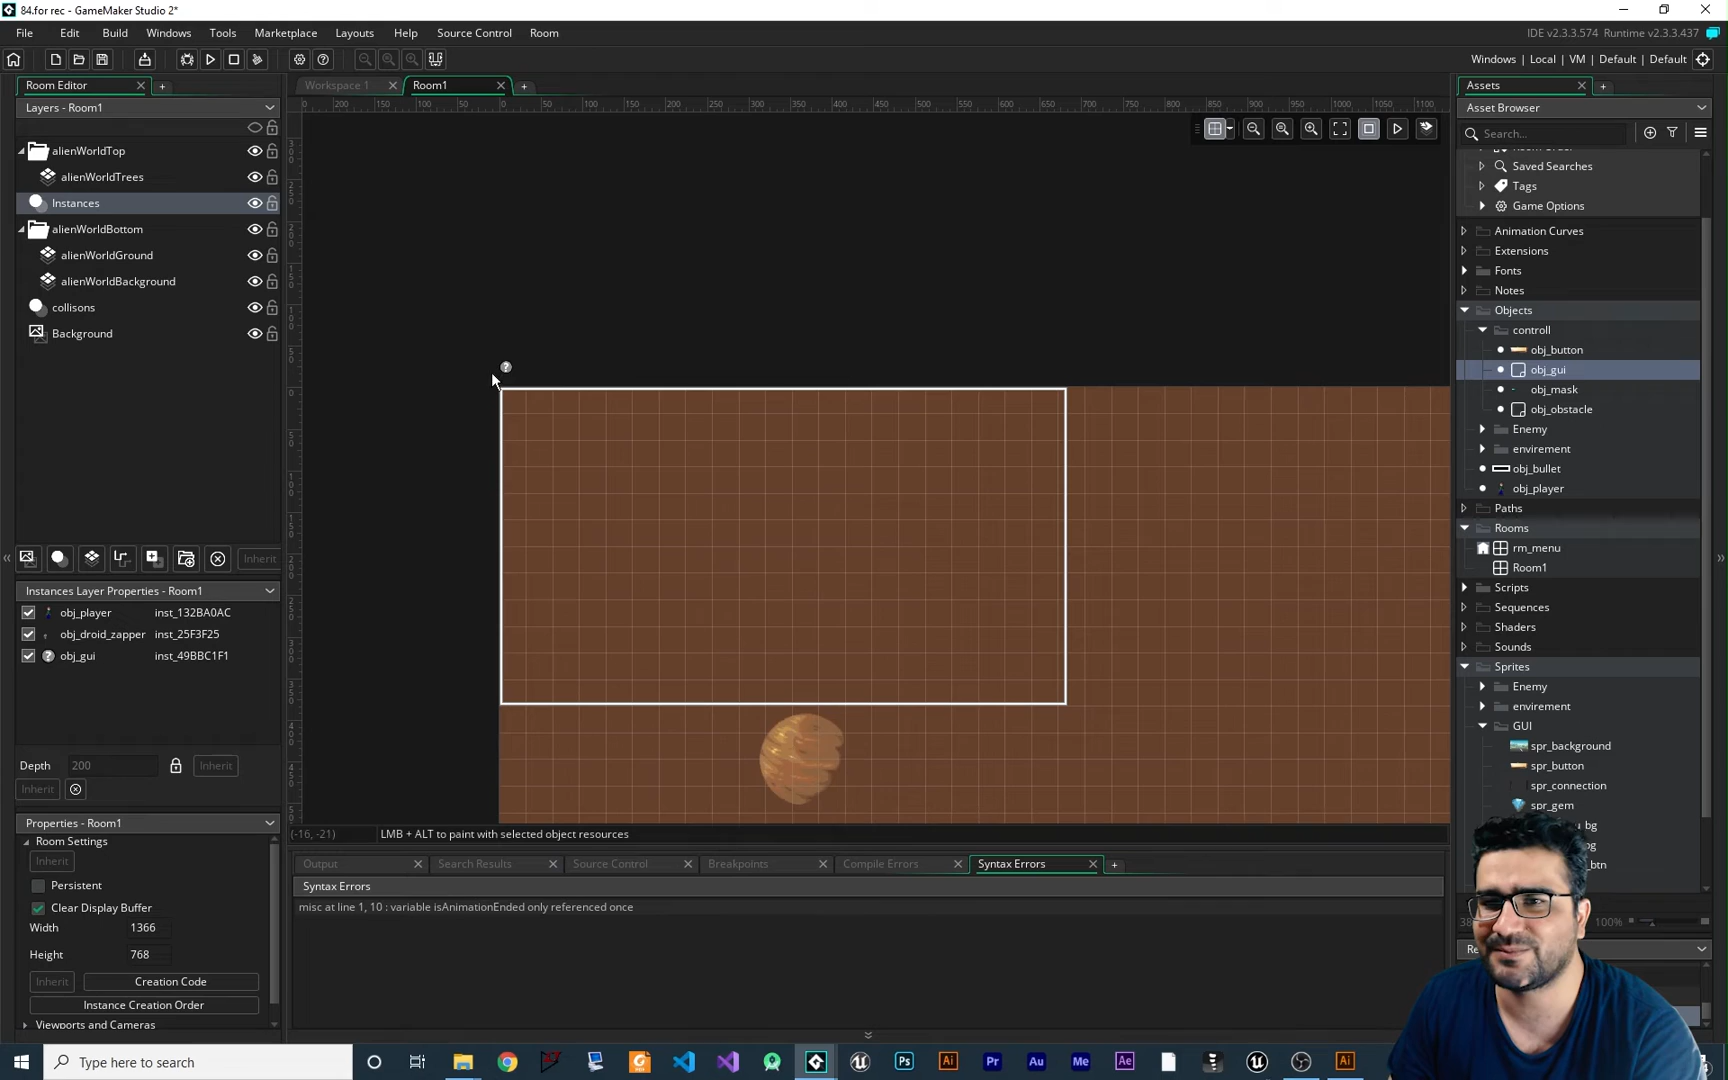 84.for rec - GameMaker Studio 2*
File Edit Build Windows Tools Marketplace Layouts Help Source Control Room
IDE v2.3.3.574 Runtime v2.3.3.437
Windows | Local | VM | Default | Default
Room Editor
Workspace 1
Room1
Assets
Layers - Room1
Asset Browser
Search...
alienWorldTop
alienWorldTrees
Instances
alienWorldBottom
alienWorldGround
alienWorldBackground
collisons
Background
Saved Searches
Tags
Game Options
Animation Curves
Extensions
Fonts
Notes
Objects
controll
obj_button
obj_gui
obj_mask
obj_obstacle
Enemy
envirement
obj_bullet
obj_player
Paths
Rooms
rm_menu
Room1
Scripts
Sequences
Shaders
Sounds
Sprites
Enemy
envirement
GUI
spr_background
spr_button
spr_connection
spr_gem
Inherit
Instances Layer Properties - Room1
obj_player inst_132BA0AC
obj_droid_zapper inst_25F3F25
obj_gui inst_49BBC1F1
Depth 200 Inherit
Inherit
Properties - Room1
Room Settings
Inherit
Persistent
Clear Display Buffer
Width 1366
Height 768
Inherit Creation Code
Instance Creation Order
Viewports and Cameras
(-16, -21) LMB + ALT to paint with selected object resources
Output Search Results Source Control Breakpoints Compile Errors Syntax Errors
Syntax Errors
misc at line 1, 10 : variable isAnimationEnded only referenced once
100%
Type here to search